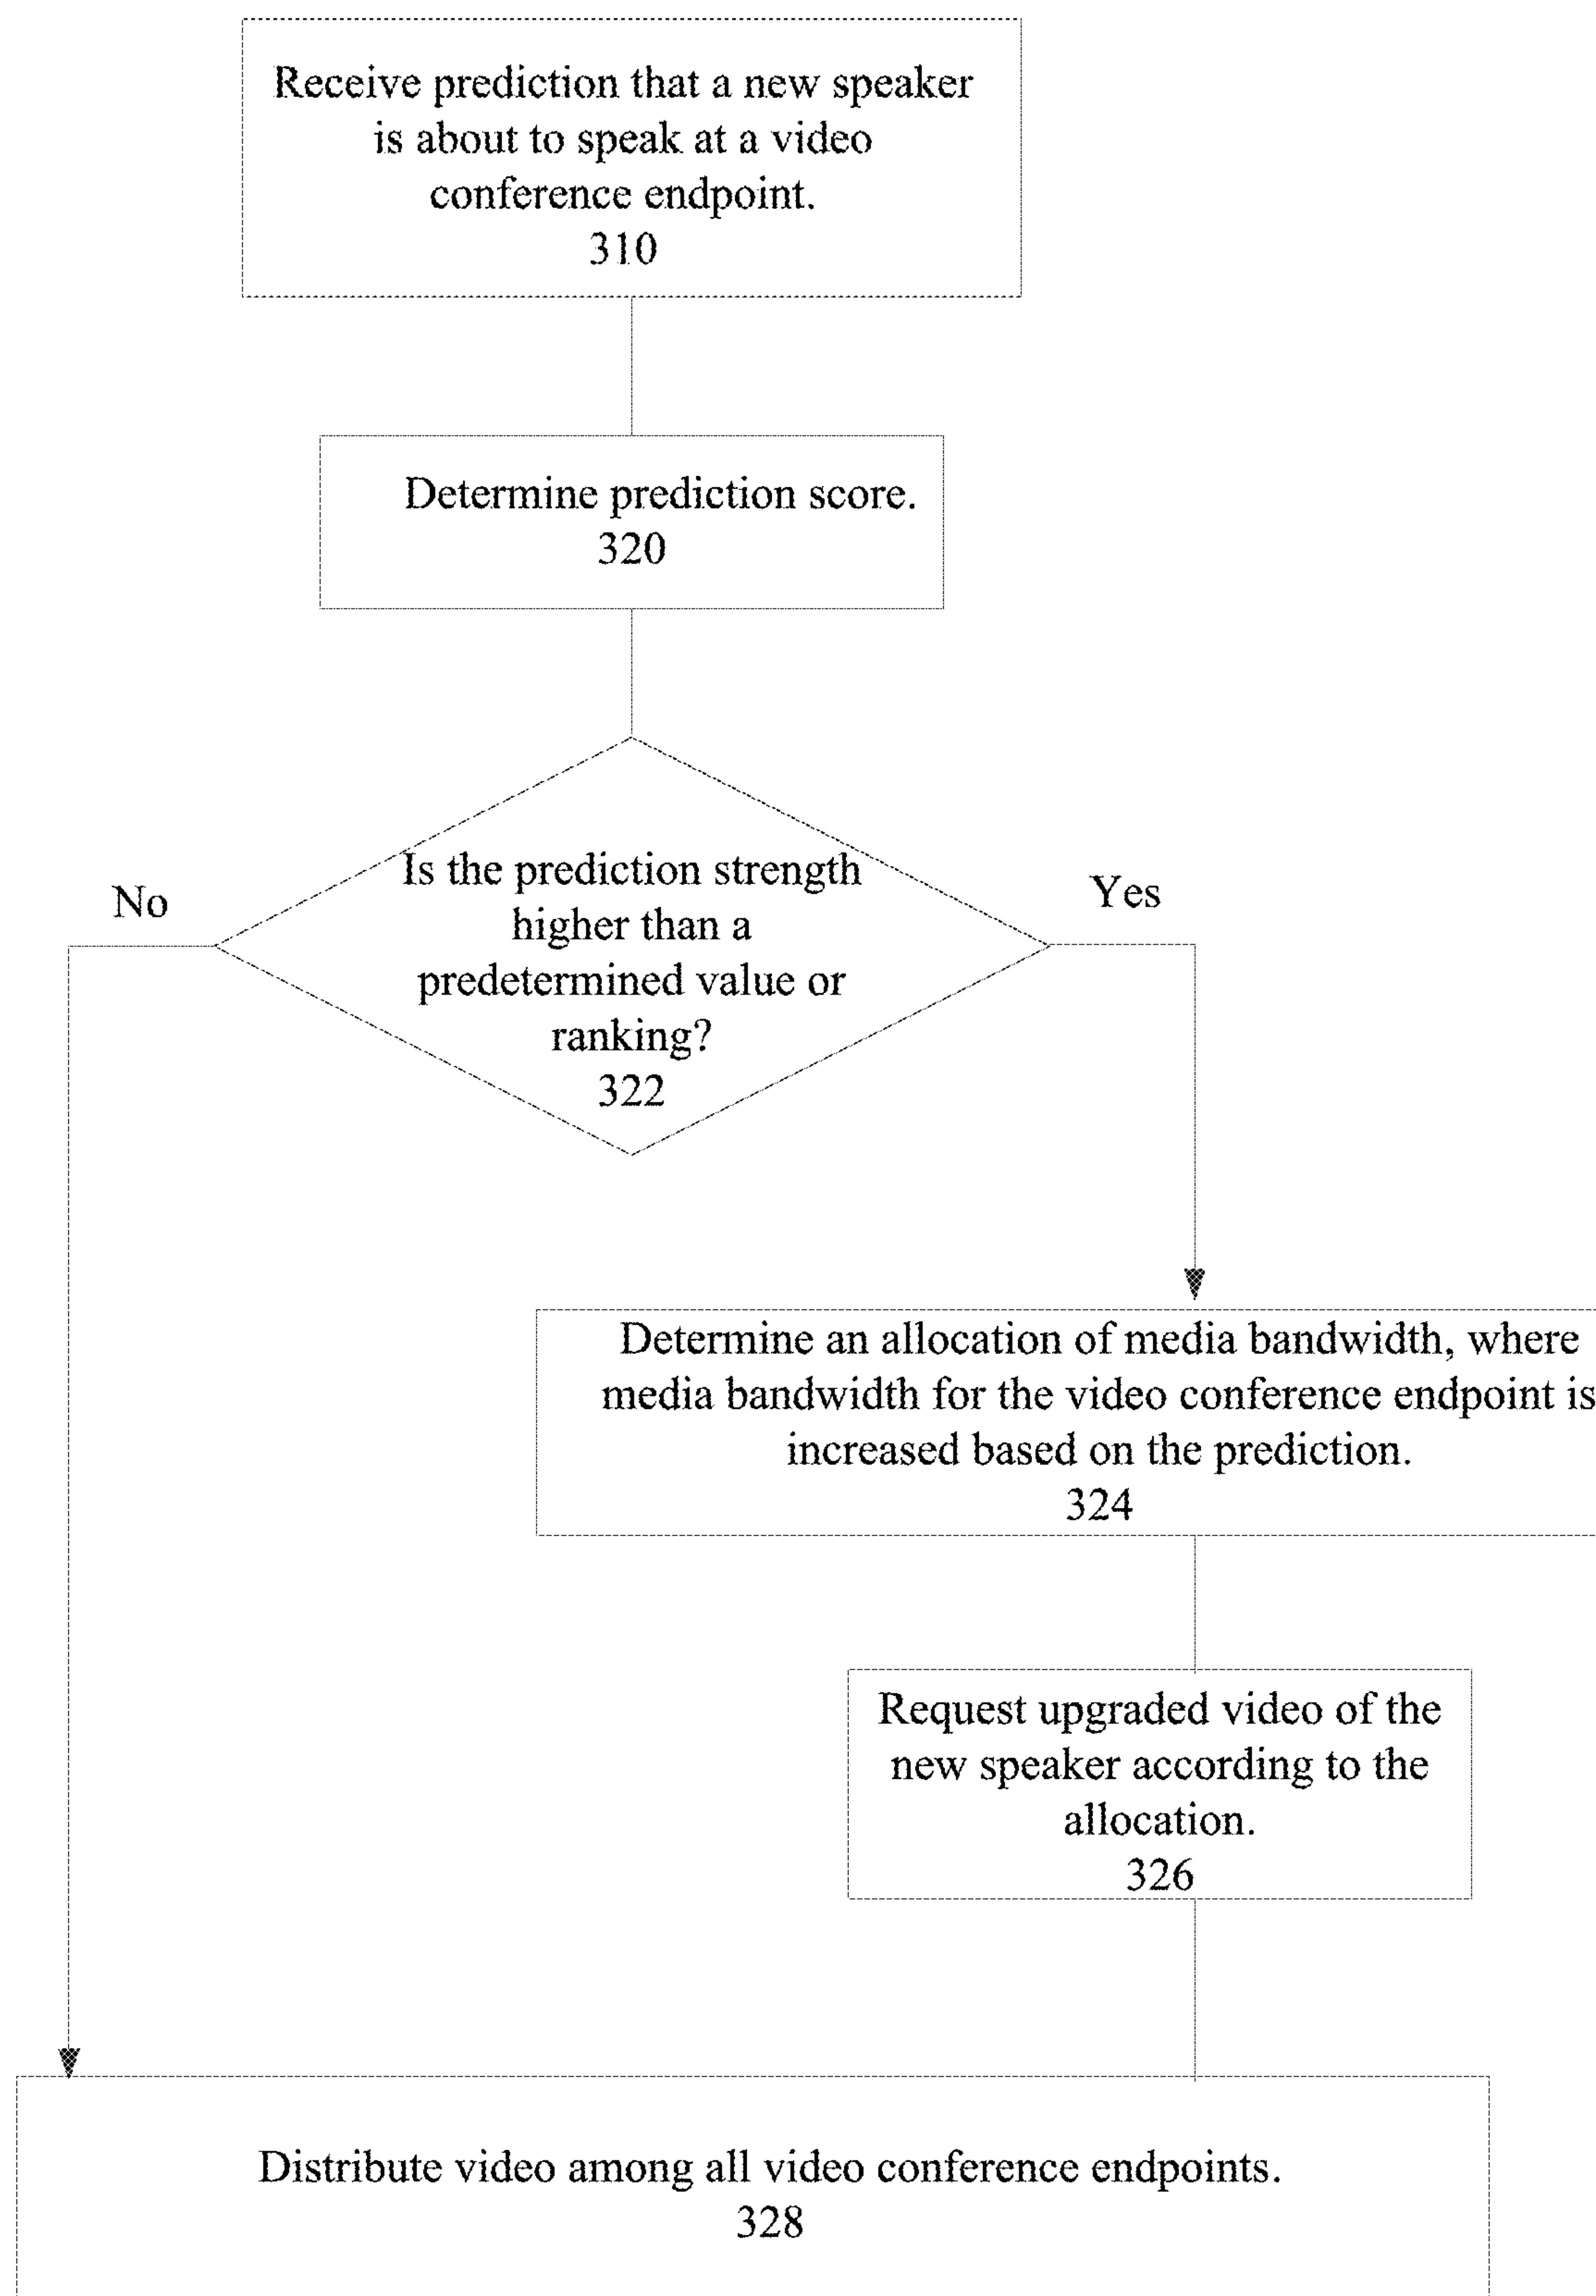 Receive prediction that a new speaker
is about to speak at a video
conference endpoint.
310
Determine prediction score.
320
Is the prediction strength
higher than a
predetermined value or
ranking?
322
No
Yes
Determine an allocation of media bandwidth, where
media bandwidth for the video conference endpoint is
increased based on the prediction.
324
Request upgraded video of the
new speaker according to the
allocation.
326
Distribute video among all video conference endpoints.
328